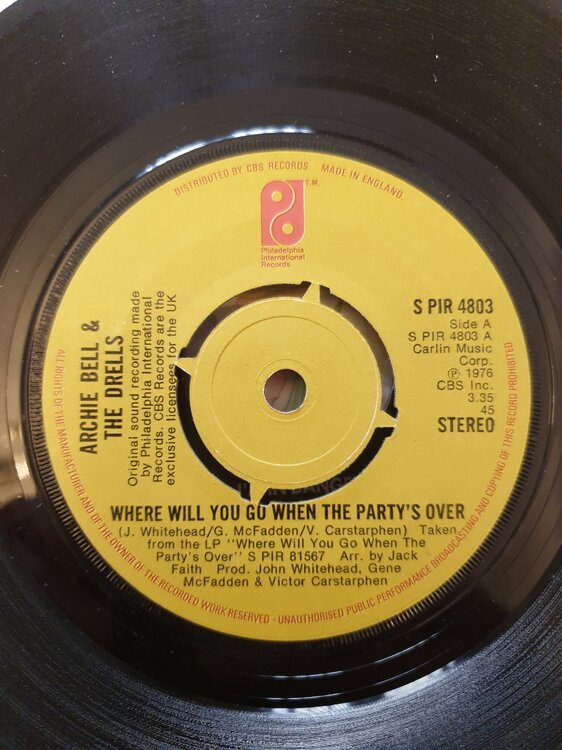 DISTRIBUTED BY CBS RECORDS. MADE IN ENGLAND
T.M.
Philadelphia
International
Records
ARCHIE BELL &
THE DRELLS
Original sound recording made
by Philadelphia International
Records. CBS Records are the
exclusive licensees for the UK
S PIR 4803
Side A
S PIR 4803 A
Carlin Music
Corp.
℗ 1976
CBS Inc.
3.35
45
STEREO
WHERE WILL YOU GO WHEN THE PARTY'S OVER
(J. Whitehead/G. McFadden/V. Carstarphen) Taken
from the LP "Where Will You Go When The
Party's Over" S PIR 81567 Arr. by Jack
Faith Prod. John Whitehead, Gene
McFadden & Victor Carstarphen
ALL RIGHTS OF THE MANUFACTURER AND OF THE OWNER OF THE RECORDED WORK RESERVED - UNAUTHORISED PUBLIC PERFORMANCE BROADCASTING AND COPYING OF THIS RECORD PROHIBITED